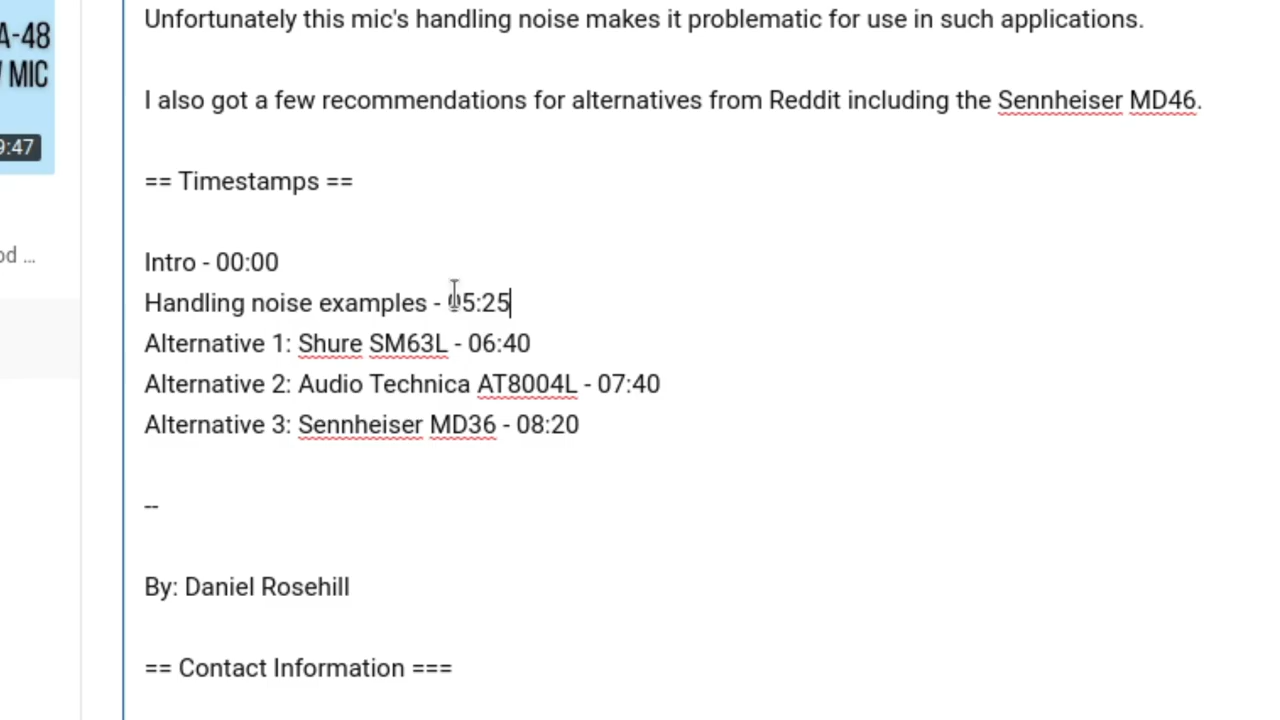 A-48
MIC
9:47
od ...
Unfortunately this mic's handling noise makes it problematic for use in such applications.
I also got a few recommendations for alternatives from Reddit including the Sennheiser MD46.
== Timestamps ==
Intro - 00:00
Handling noise examples - 05:25
Alternative 1: Shure SM63L - 06:40
Alternative 2: Audio Technica AT8004L - 07:40
Alternative 3: Sennheiser MD36 - 08:20
--
By: Daniel Rosehill
== Contact Information ===